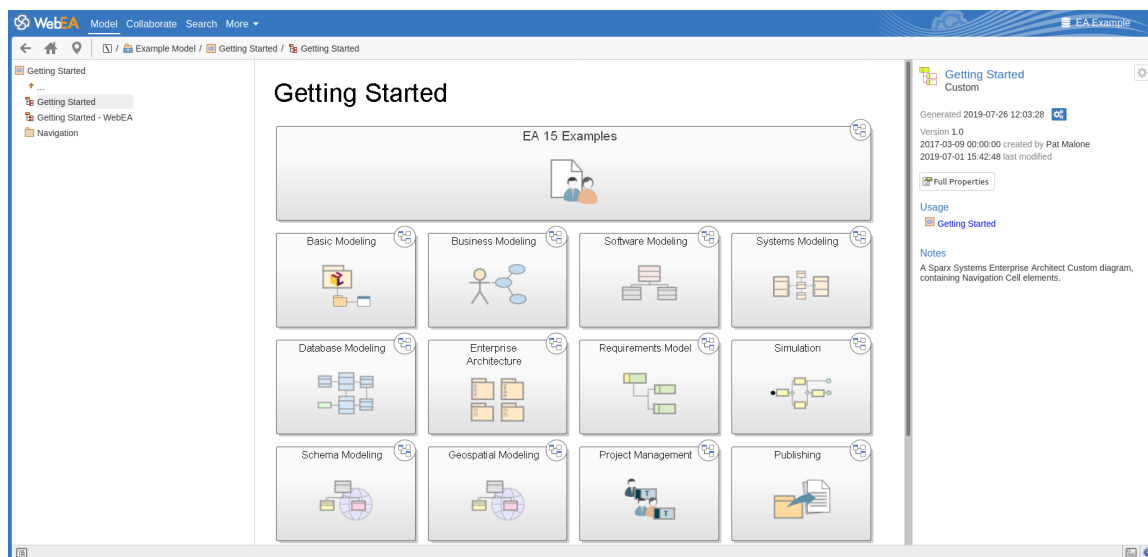 WebEA Model Collaborate Search More EA Example
/ Example Model / Getting Started / Getting Started
Getting Started
...
Getting Started
Getting Started - WebEA
Navigation
Getting Started
EA 15 Examples
Basic Modeling
Business Modeling
Software Modeling
Systems Modeling
Database Modeling
Enterprise
Architecture
Requirements Model
Simulation
Schema Modeling
Geospatial Modeling
Project Management
Publishing
Getting Started
Custom
Generated 2019-07-26 12:03:28
Version 1.0
2017-03-09 00:00:00 created by Pat Malone
2019-07-01 15:42:48 last modified
Full Properties
Usage
Getting Started
Notes
A Sparx Systems Enterprise Architect Custom diagram,
containing Navigation Cell elements.